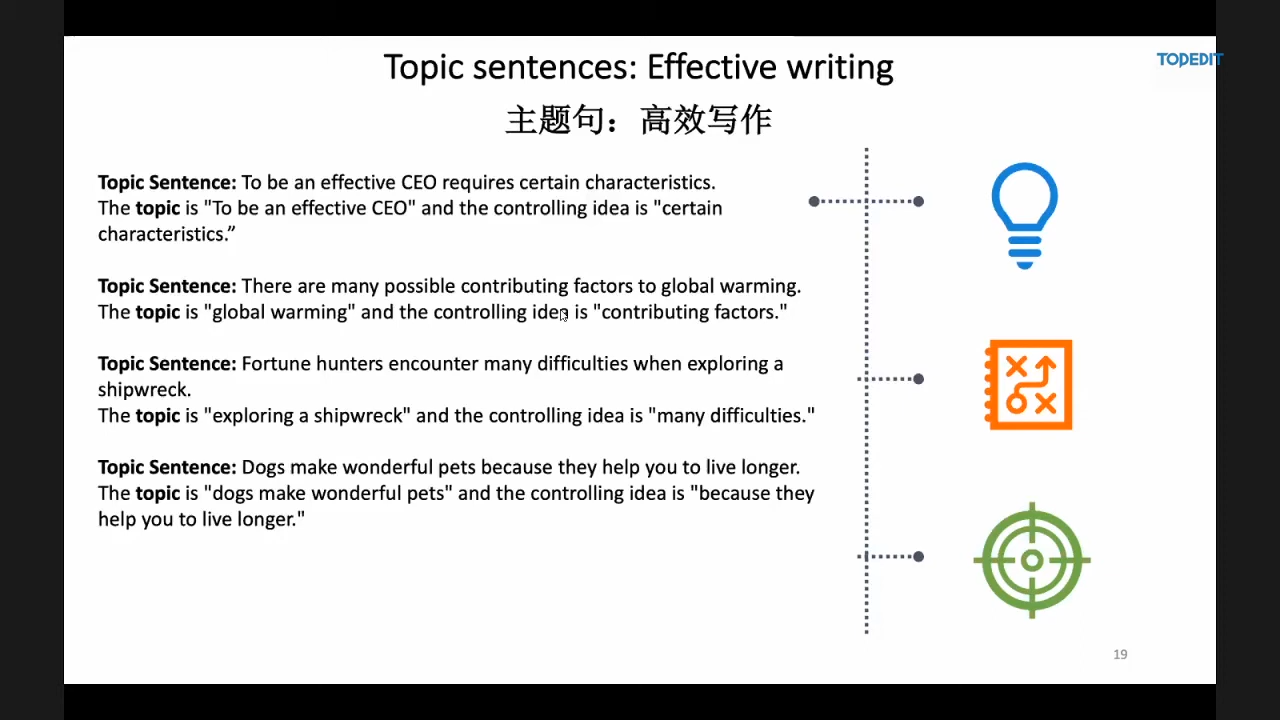 Topic sentences: Effective writing
TOPEDIT
主题句：高效写作
Topic Sentence: To be an effective CEO requires certain characteristics.
The topic is "To be an effective CEO" and the controlling idea is "certain
characteristics.”
Topic Sentence: There are many possible contributing factors to global warming.
The topic is "global warming" and the controlling idea is "contributing factors."
Topic Sentence: Fortune hunters encounter many difficulties when exploring a
shipwreck.
The topic is "exploring a shipwreck" and the controlling idea is "many difficulties."
Topic Sentence: Dogs make wonderful pets because they help you to live longer.
The topic is "dogs make wonderful pets" and the controlling idea is "because they
help you to live longer."
19